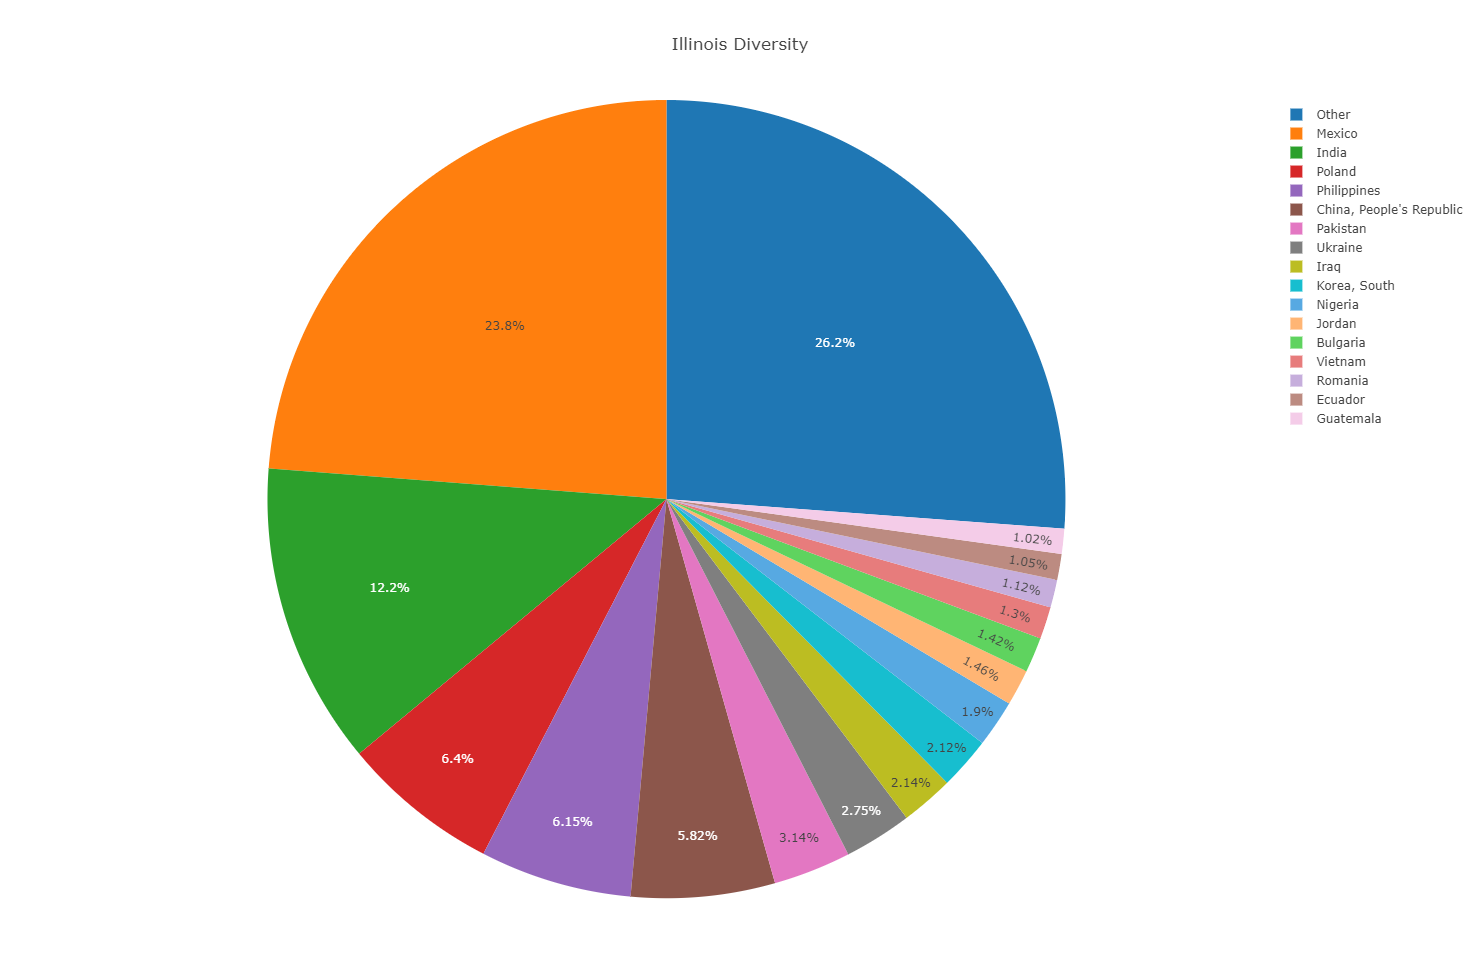 Illinois Diversity
Other
Mexico
India
Poland
Philippines
China, People's Republic
Pakistan
Ukraine
Iraq
Korea, South
Nigeria
Jordan
Bulgaria
Vietnam
Romania
Ecuador
Guatemala
23.8%
26.2%
1.02%
1.05%
1.12%
12.2%
1.3%
1.42%
1.46%
1.9%
2.12%
6.4%
2.14%
2.75%
6.15%
5.82%
3.14%